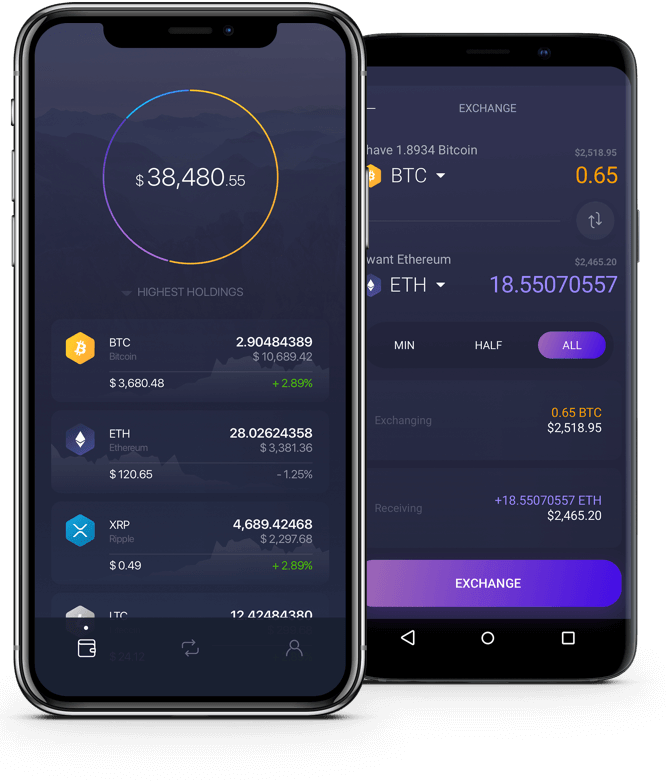 $ 38,480.55
HIGHEST HOLDINGS
BTC 2.90484389
Bitcoin $ 10,689.42
$ 3,680.48 + 2.89%
ETH 28.02624358
Ethereum $ 3,381.36
$ 120.65 - 1.25%
XRP 4,689.42468
Ripple $ 2,297.68
$ 0.49 + 2.89%
LTC 12.42484380
$ 24.12
EXCHANGE
have 1.8934 Bitcoin $2,518.95
BTC 0.65
want Ethereum $2,465.20
ETH 18.55070557
MIN HALF ALL
Exchanging 0.65 BTC
$2,518.95
Receiving +18.55070557 ETH
$2,465.20
EXCHANGE